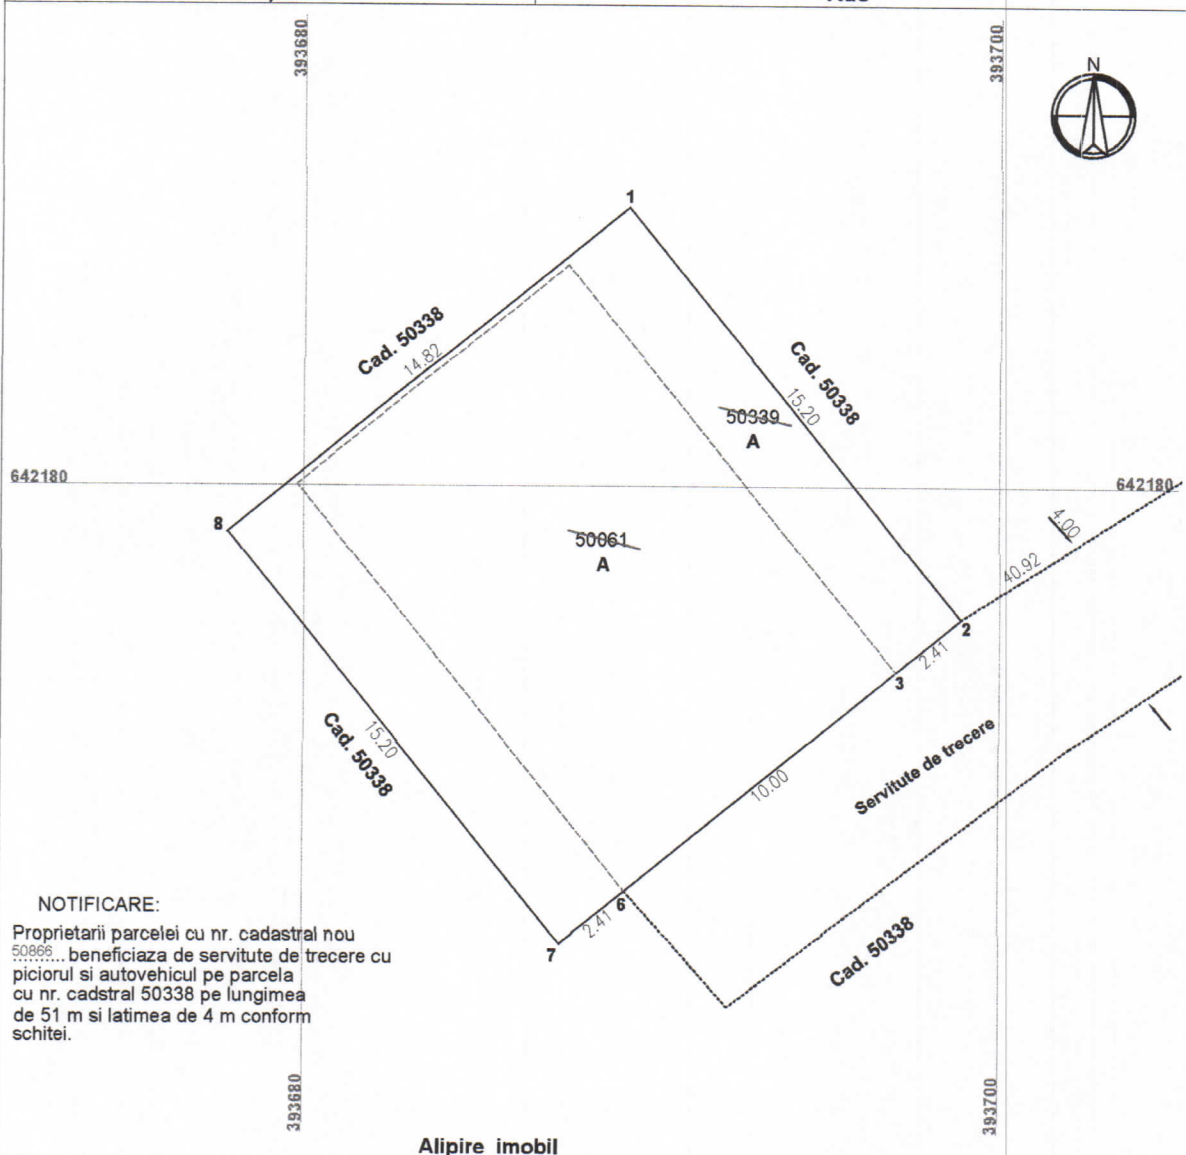 393680
393700
N
1
Cad. 50338
14.82
Cad. 50338
15.20
50339
A
642180
642180
8
50061
A
4.00
40.92
2
2.41
3
Cad. 50338
15.20
Servitute de trecere
10.00
6
2.41
7
Cad. 50338
NOTIFICARE:
Proprietarii parcelei cu nr. cadastral nou
50866... beneficiaza de servitute de trecere cu
piciorul si autovehicul pe parcela
cu nr. cadstral 50338 pe lungimea
de 51 m si latimea de 4 m conform
schitei.
393680
393700
Alipire imobil